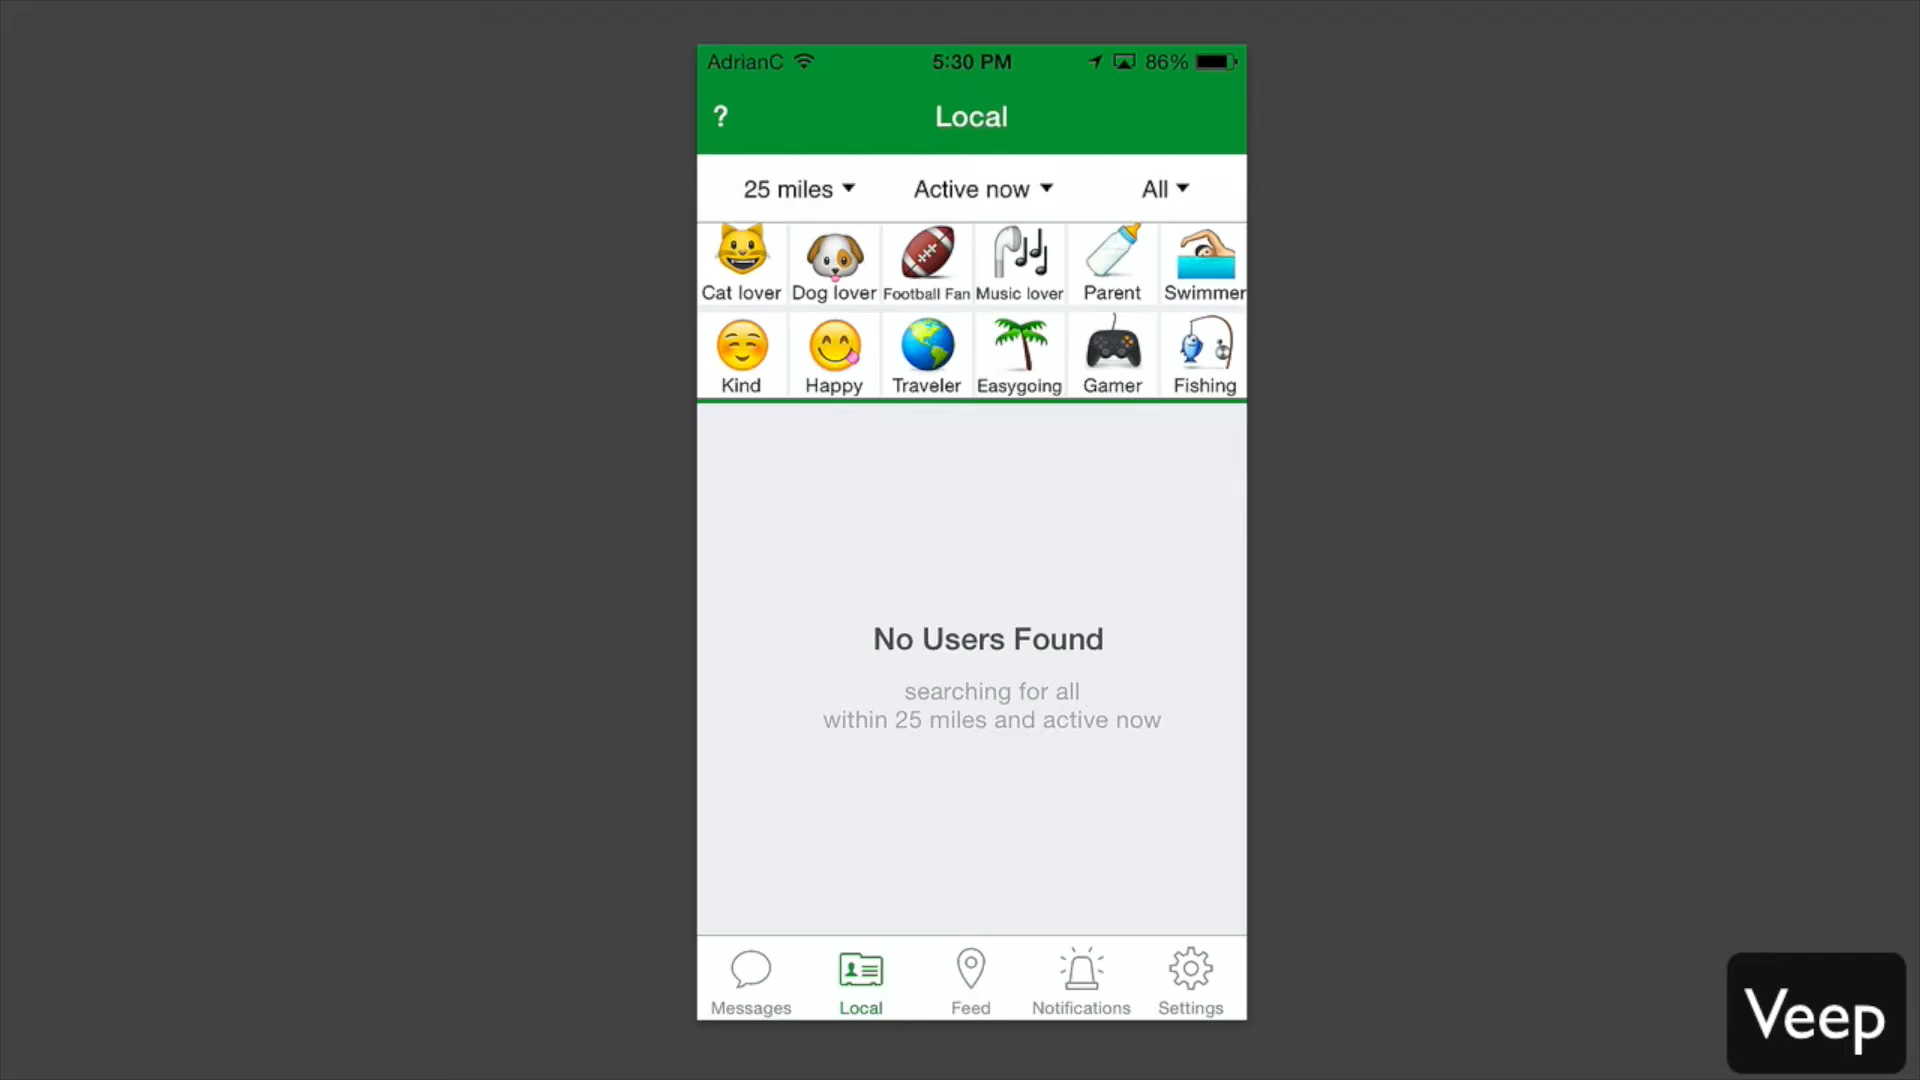 AdrianC 5:30 PM 86%
? Local
25 miles Active now All
Cat lover Dog lover Football Fan Music lover Parent Swimmer
Kind Happy Traveler Easygoing Gamer Fishing
No Users Found
searching for all
within 25 miles and active now
Messages Local Feed Notifications Settings
Veep